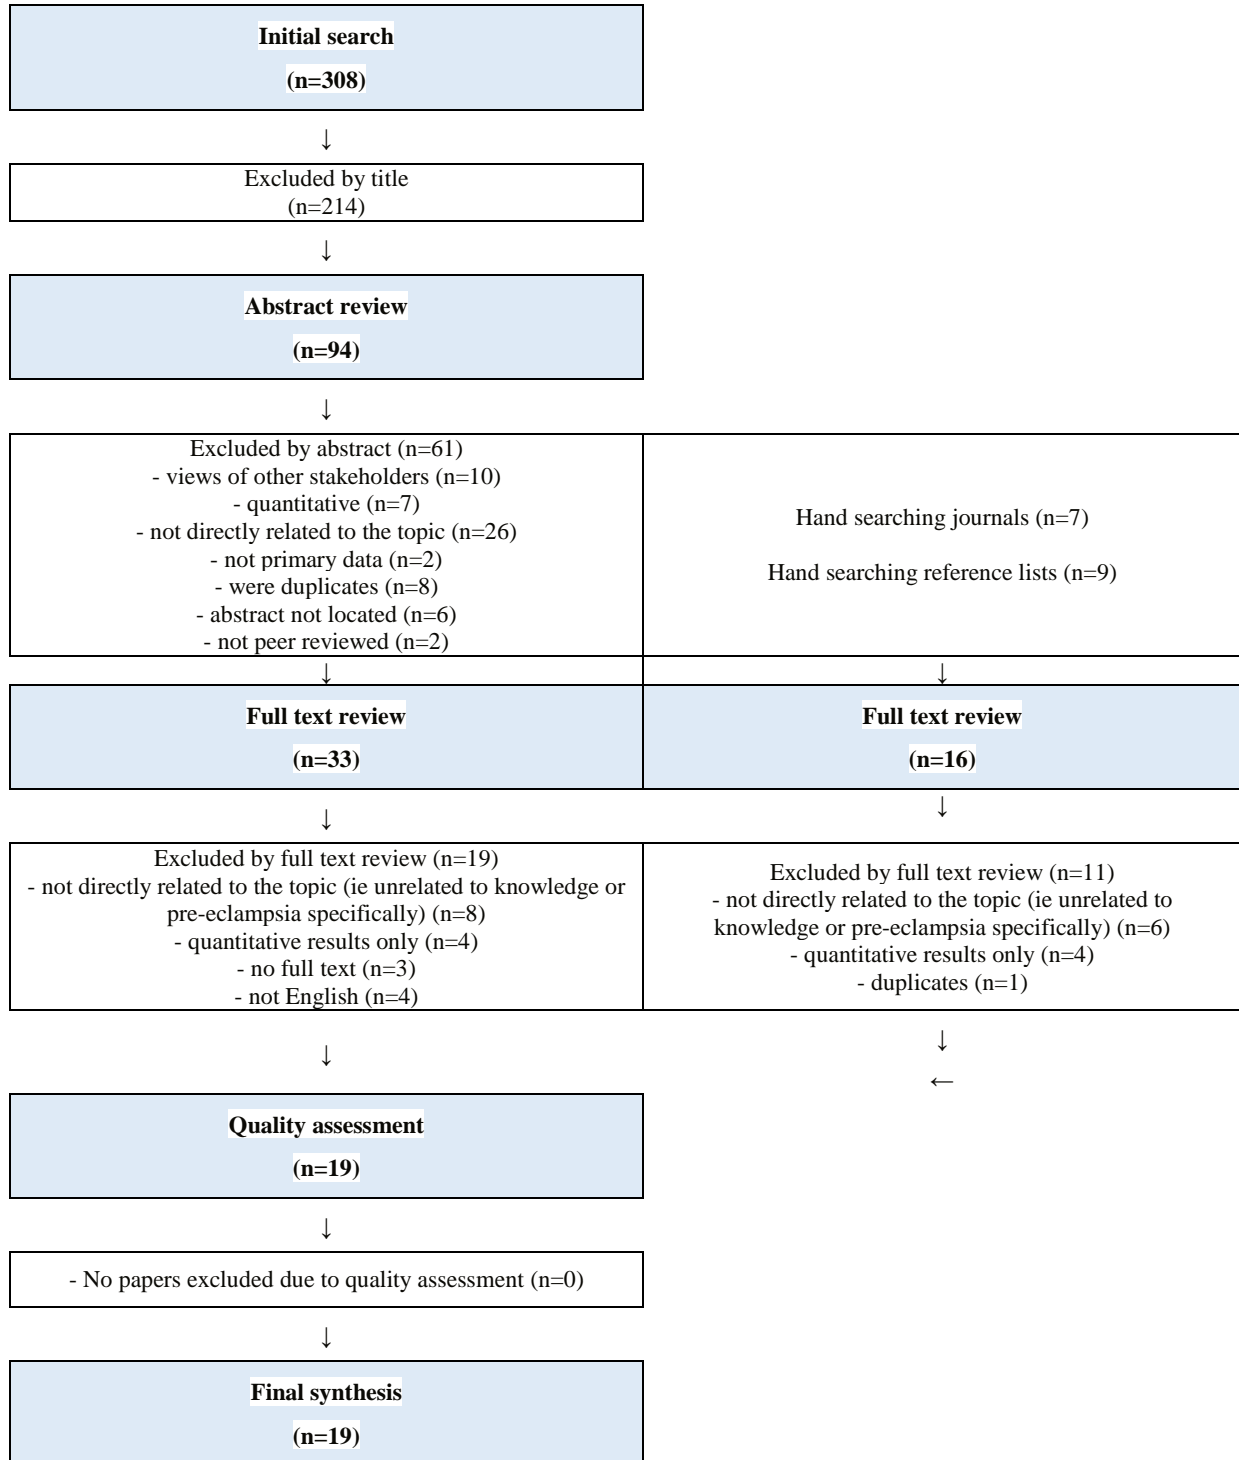 Initial search
(n=308)
↓
Excluded by title
(n=214)
↓
Abstract review
(n=94)
↓
Excluded by abstract (n=61)
- views of other stakeholders (n=10)
- quantitative (n=7)
- not directly related to the topic (n=26)
- not primary data (n=2)
- were duplicates (n=8)
- abstract not located (n=6)
- not peer reviewed (n=2)
Hand searching journals (n=7)
Hand searching reference lists (n=9)
↓
↓
Full text review
(n=33)
Full text review
(n=16)
↓
↓
Excluded by full text review (n=19)
- not directly related to the topic (ie unrelated to knowledge or
pre-eclampsia specifically) (n=8)
- quantitative results only (n=4)
- no full text (n=3)
- not English (n=4)
Excluded by full text review (n=11)
- not directly related to the topic (ie unrelated to
knowledge or pre-eclampsia specifically) (n=6)
- quantitative results only (n=4)
- duplicates (n=1)
↓
↓
←
Quality assessment
(n=19)
↓
- No papers excluded due to quality assessment (n=0)
↓
Final synthesis
(n=19)